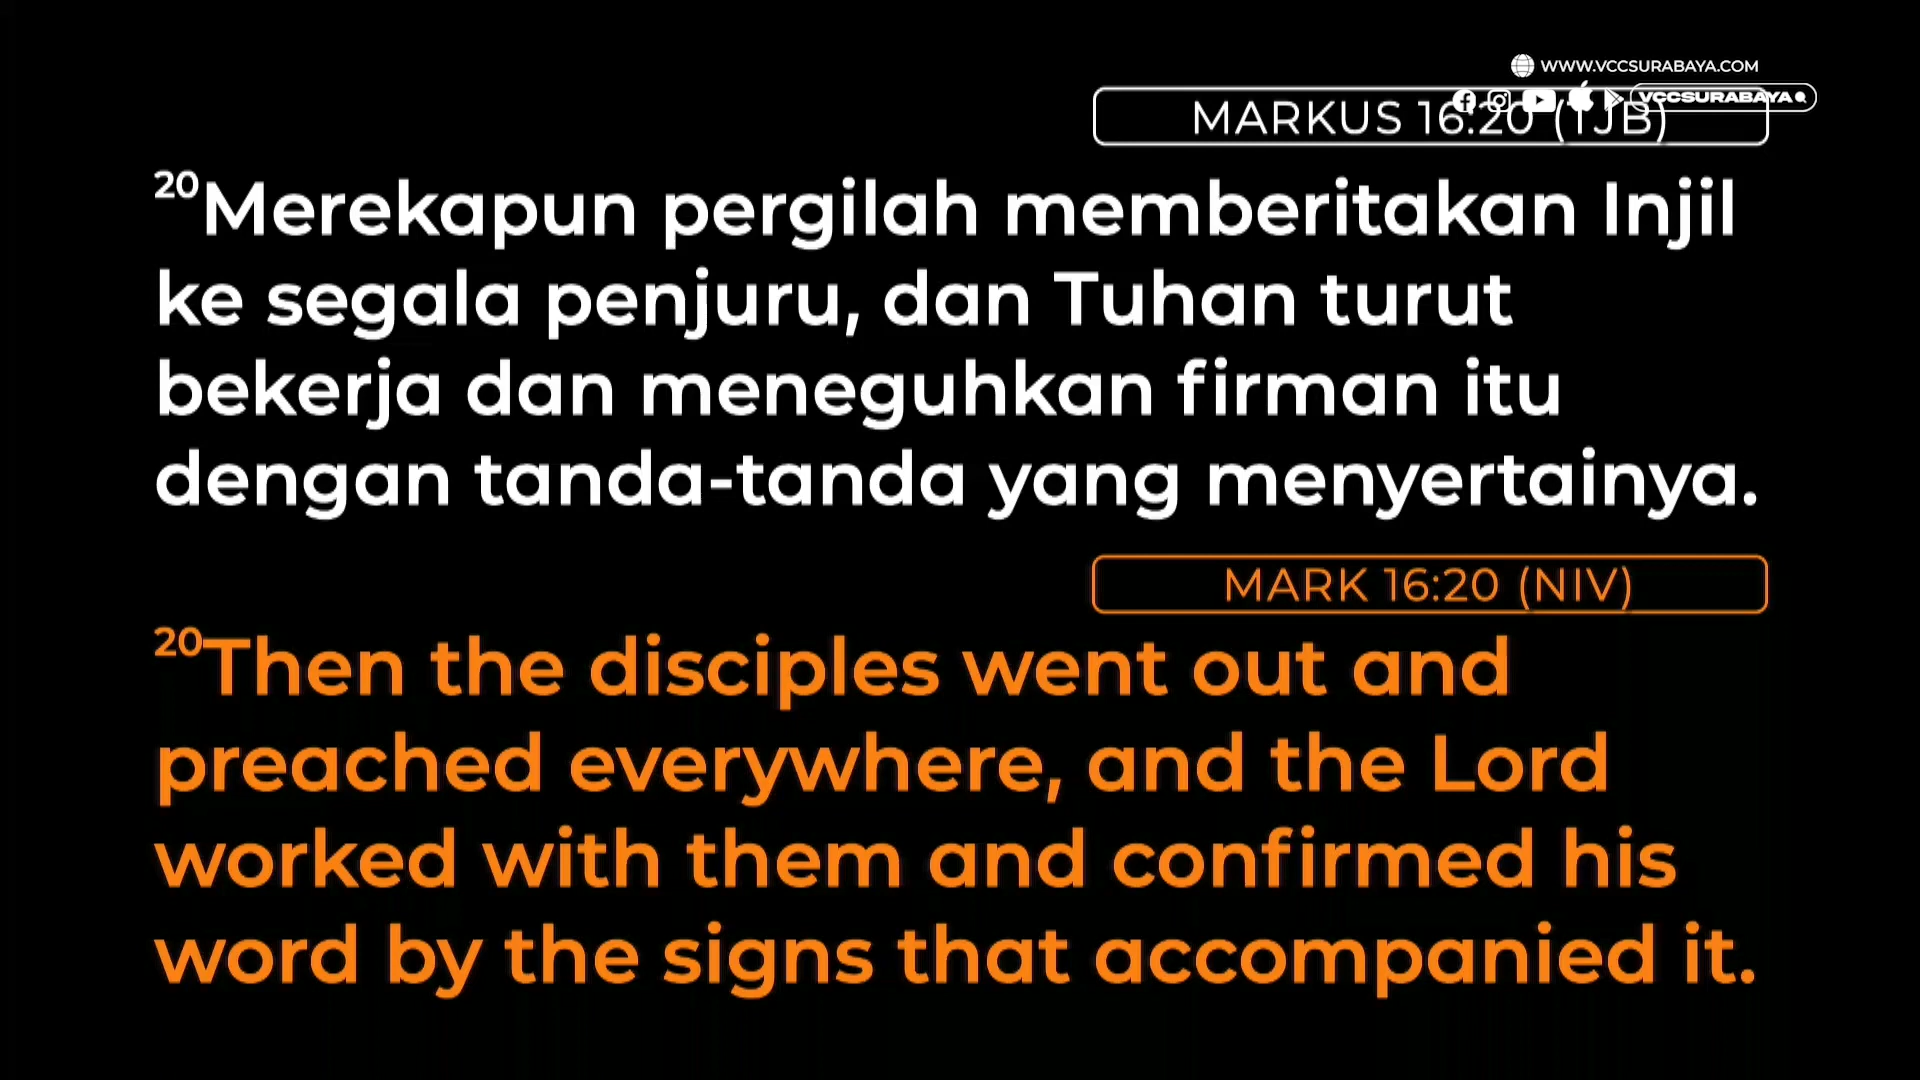 WWW.VCCSURABAYA.COM
VCCSURABAYA
MARKUS 16:20 (TJB)
20Merekapun pergilah memberitakan Injil
ke segala penjuru, dan Tuhan turut
bekerja dan meneguhkan firman itu
dengan tanda-tanda yang menyertainya.
MARK 16:20 (NIV)
20Then the disciples went out and
preached everywhere, and the Lord
worked with them and confirmed his
word by the signs that accompanied it.